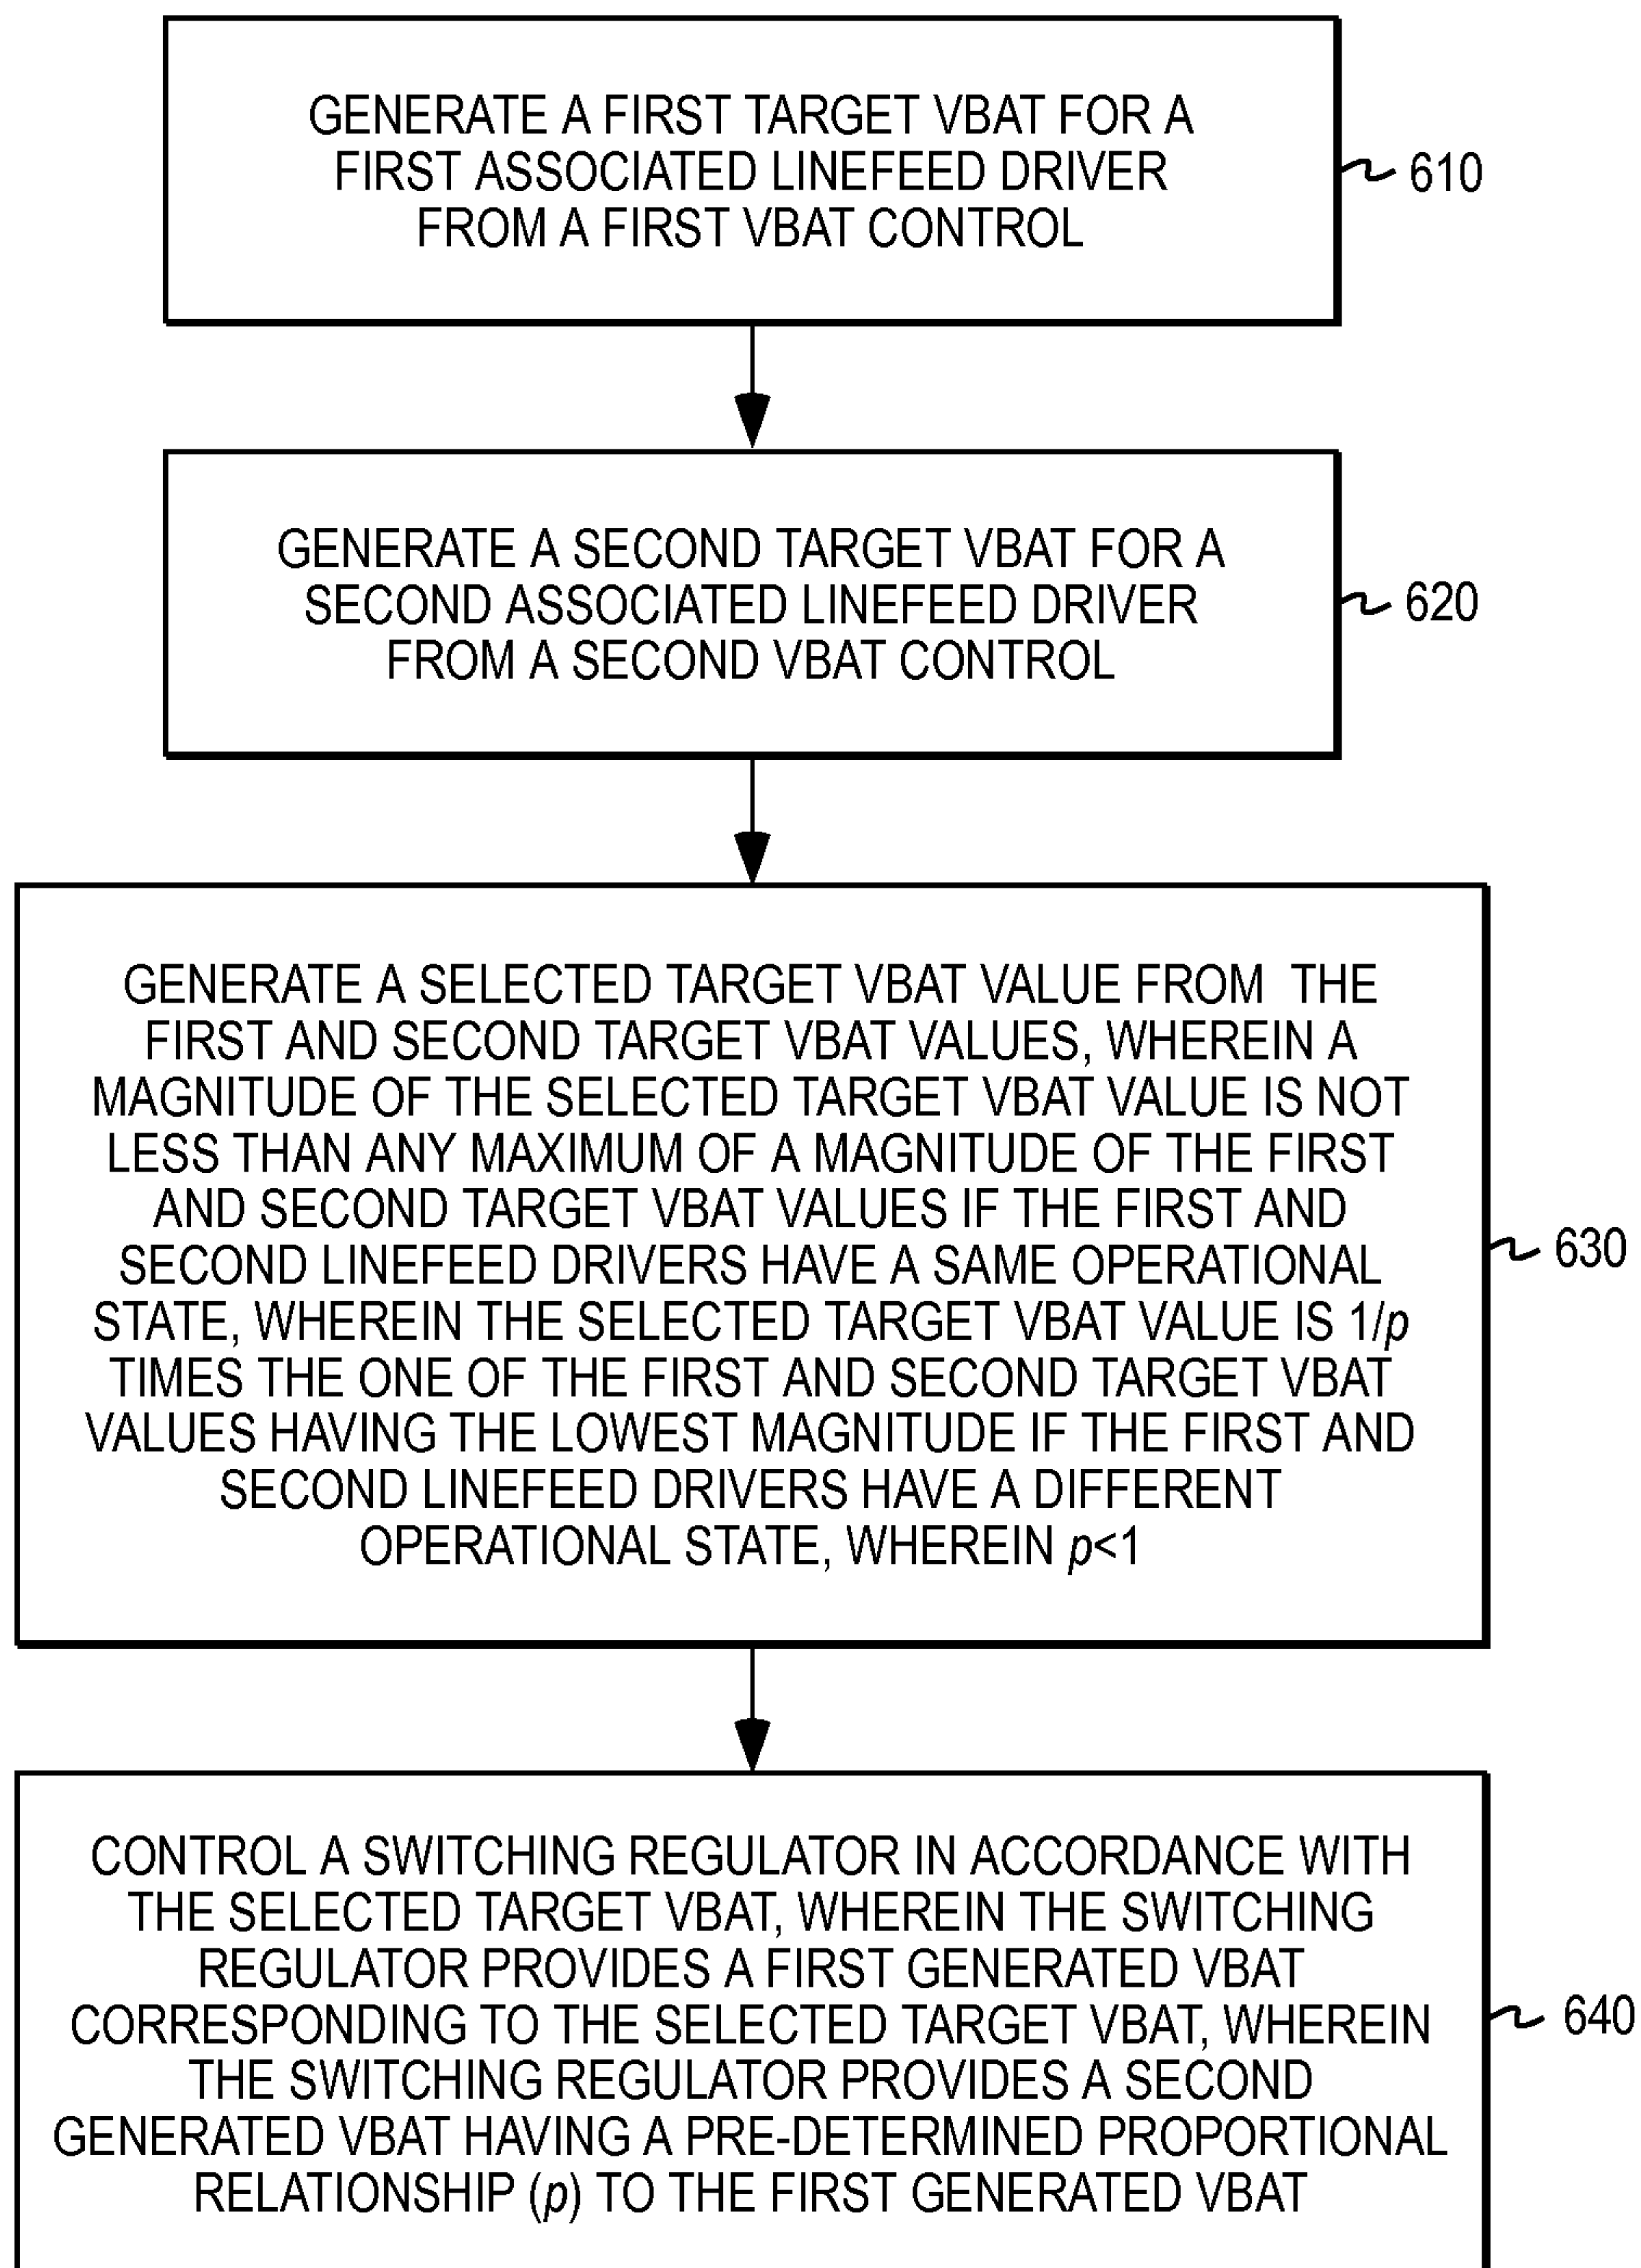 GENERATE A FIRST TARGET VBAT FOR A
FIRST ASSOCIATED LINEFEED DRIVER
FROM A FIRST VBAT CONTROL
610
GENERATE A SECOND TARGET VBAT FOR A
SECOND ASSOCIATED LINEFEED DRIVER
FROM A SECOND VBAT CONTROL
620
GENERATE A SELECTED TARGET VBAT VALUE FROM THE
FIRST AND SECOND TARGET VBAT VALUES, WHEREIN A
MAGNITUDE OF THE SELECTED TARGET VBAT VALUE IS NOT
LESS THAN ANY MAXIMUM OF A MAGNITUDE OF THE FIRST
AND SECOND TARGET VBAT VALUES IF THE FIRST AND
SECOND LINEFEED DRIVERS HAVE A SAME OPERATIONAL
STATE, WHEREIN THE SELECTED TARGET VBAT VALUE IS 1/p
TIMES THE ONE OF THE FIRST AND SECOND TARGET VBAT
VALUES HAVING THE LOWEST MAGNITUDE IF THE FIRST AND
SECOND LINEFEED DRIVERS HAVE A DIFFERENT
OPERATIONAL STATE, WHEREIN p<1
630
CONTROL A SWITCHING REGULATOR IN ACCORDANCE WITH
THE SELECTED TARGET VBAT, WHEREIN THE SWITCHING
REGULATOR PROVIDES A FIRST GENERATED VBAT
CORRESPONDING TO THE SELECTED TARGET VBAT, WHEREIN
THE SWITCHING REGULATOR PROVIDES A SECOND
GENERATED VBAT HAVING A PRE-DETERMINED PROPORTIONAL
RELATIONSHIP (p) TO THE FIRST GENERATED VBAT
640